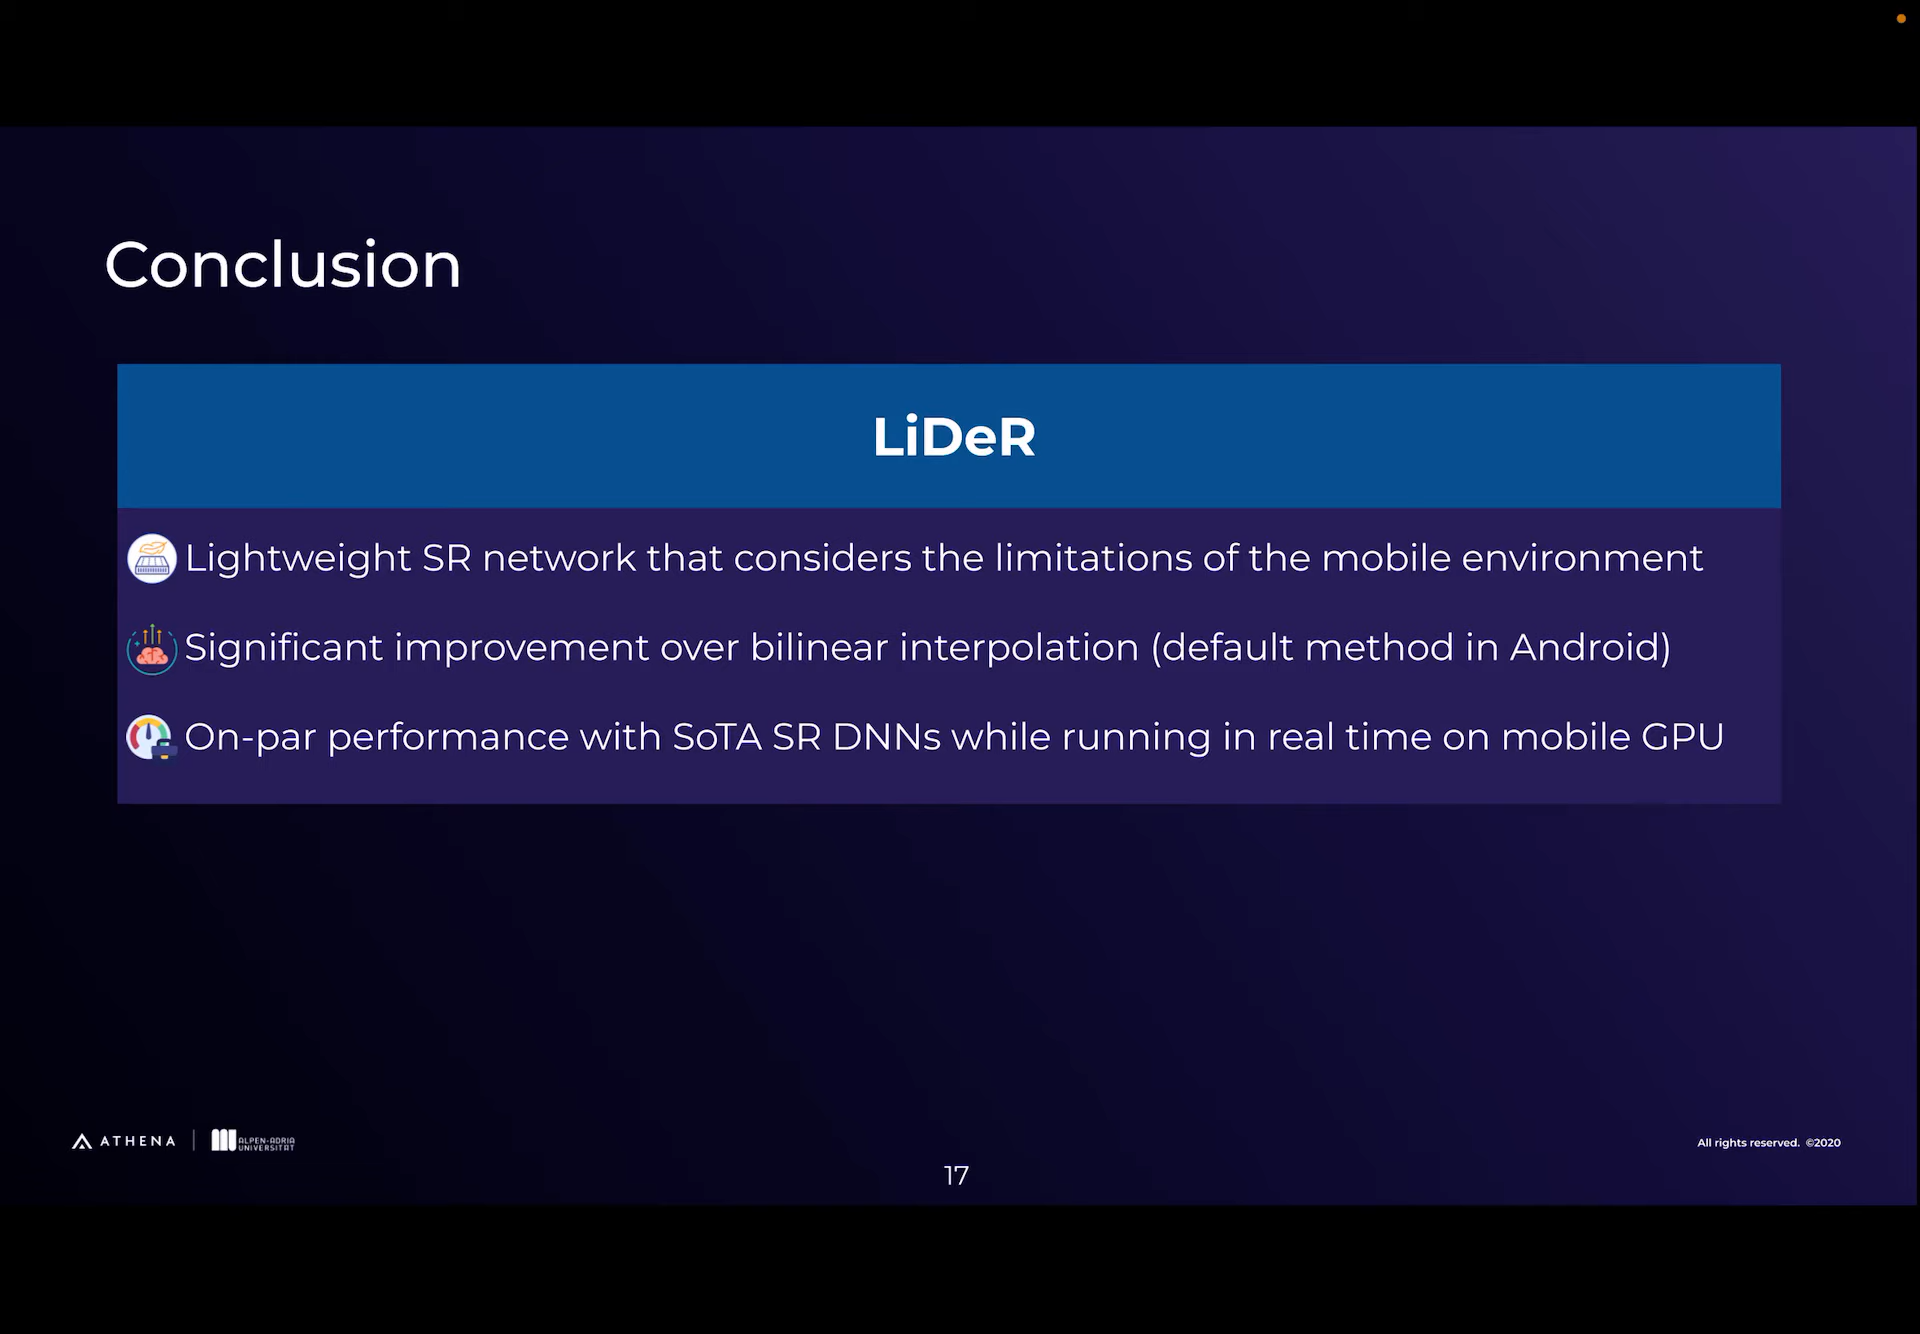 Conclusion
LiDeR
Lightweight SR network that considers the limitations of the mobile environment
Significant improvement over bilinear interpolation (default method in Android)
On-par performance with SoTA SR DNNs while running in real time on mobile GPU
ATHENA
ALPEN-ADRIA
UNIVERSITÄT
All rights reserved. ©2020
17